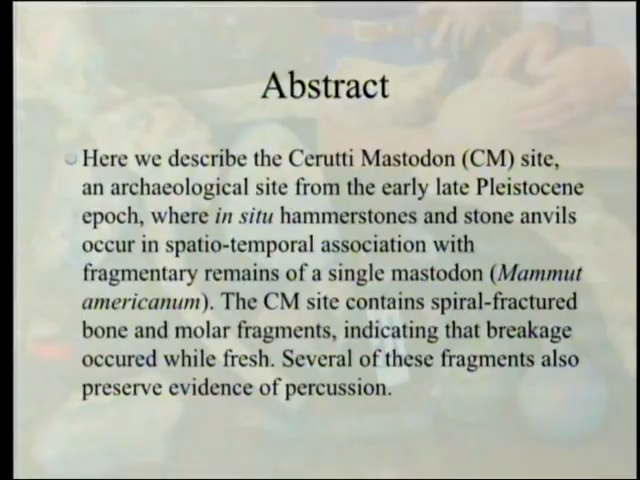 Abstract
Here we describe the Cerutti Mastodon (CM) site,
an archaeological site from the early late Pleistocene
epoch, where in situ hammerstones and stone anvils
occur in spatio-temporal association with
fragmentary remains of a single mastodon (Mammut
americanum). The CM site contains spiral-fractured
bone and molar fragments, indicating that breakage
occured while fresh. Several of these fragments also
preserve evidence of percussion.